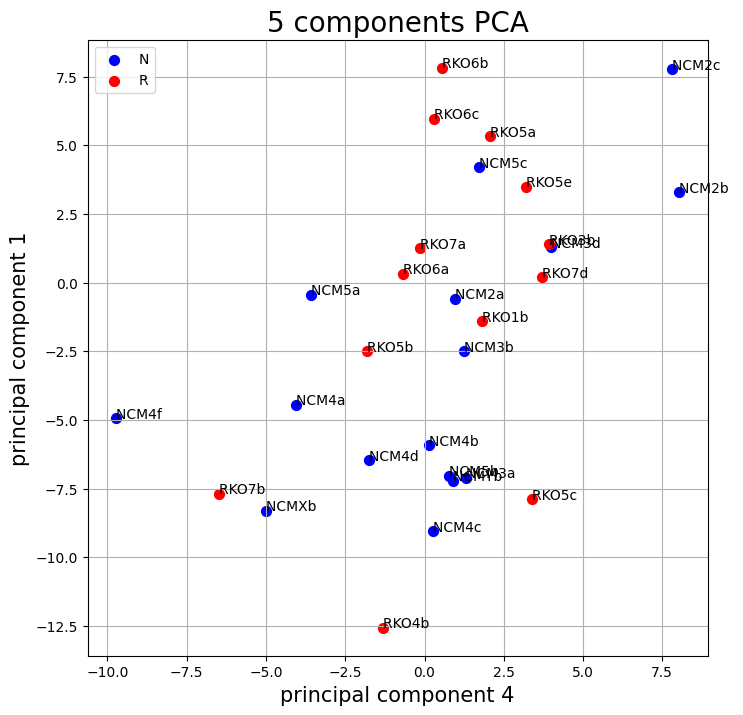 5 components PCA
N
R
RKO6b
NCM2c
RKO6c
RKO5a
NCM5c
RKO5e
NCM2b
RKO7a
RKO3b
NCM3d
RKO6a
RKO7d
NCM5a
NCM2a
RKO1b
RKO5b
NCM3b
NCM4a
NCM4f
NCM4b
NCM4d
NCM5b
NCM3a
RKO7b
RKO5c
NCMXb
NCM4c
RKO4b
7.5
5.0
2.5
0.0
−2.5
−5.0
−7.5
−10.0
−12.5
principal component 1
−10.0 −7.5 −5.0 −2.5 0.0 2.5 5.0 7.5
principal component 4